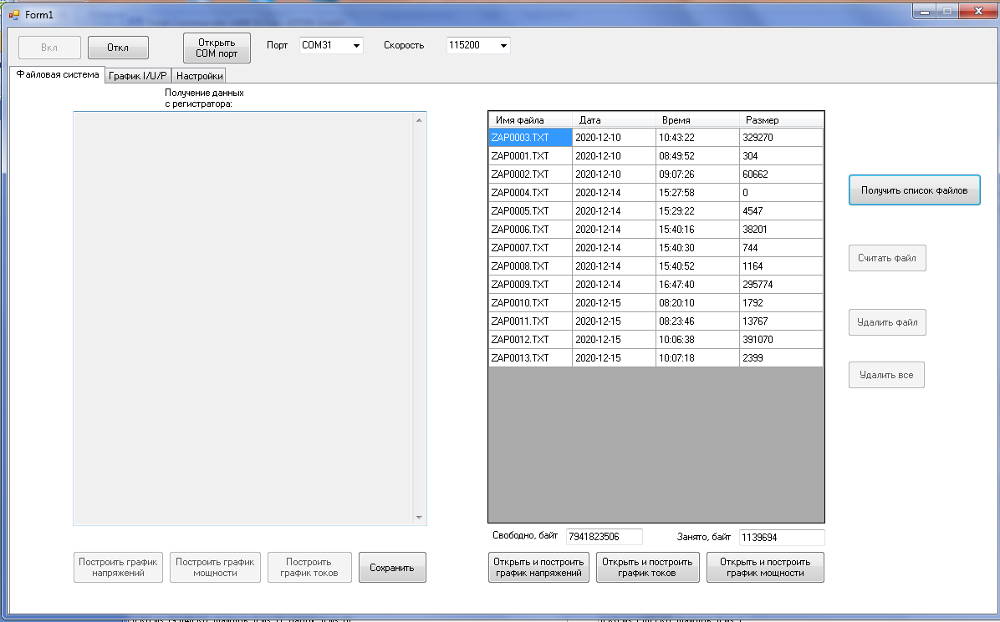 Form1
Вкл
Откл
Открыть
COM порт
Порт
COM31
Скорость
115200
Файловая система
График I/U/P
Настройки
Получение данных
с регистратора:
Имя файла Дата Время Размер
ZAP0003.TXT 2020-12-10 10:43:22 329270
ZAP0001.TXT 2020-12-10 08:49:52 304
ZAP0002.TXT 2020-12-10 09:07:26 60662
ZAP0004.TXT 2020-12-14 15:27:58 0
ZAP0005.TXT 2020-12-14 15:29:22 4547
ZAP0006.TXT 2020-12-14 15:40:16 38201
ZAP0007.TXT 2020-12-14 15:40:30 744
ZAP0008.TXT 2020-12-14 15:40:52 1164
ZAP0009.TXT 2020-12-14 16:47:40 295774
ZAP0010.TXT 2020-12-15 08:20:10 1792
ZAP0011.TXT 2020-12-15 08:23:46 13767
ZAP0012.TXT 2020-12-15 10:06:38 391070
ZAP0013.TXT 2020-12-15 10:07:18 2399
Получить список файлов
Считать файл
Удалить файл
Удалить все
Свободно, байт 7941823506
Занято, байт 1139694
Построить график
напряжений
Построить график
мощности
Построить
график токов
Сохранить
Открыть и построить
график напряжений
Открыть и построить
график токов
Открыть и построить
график мощности